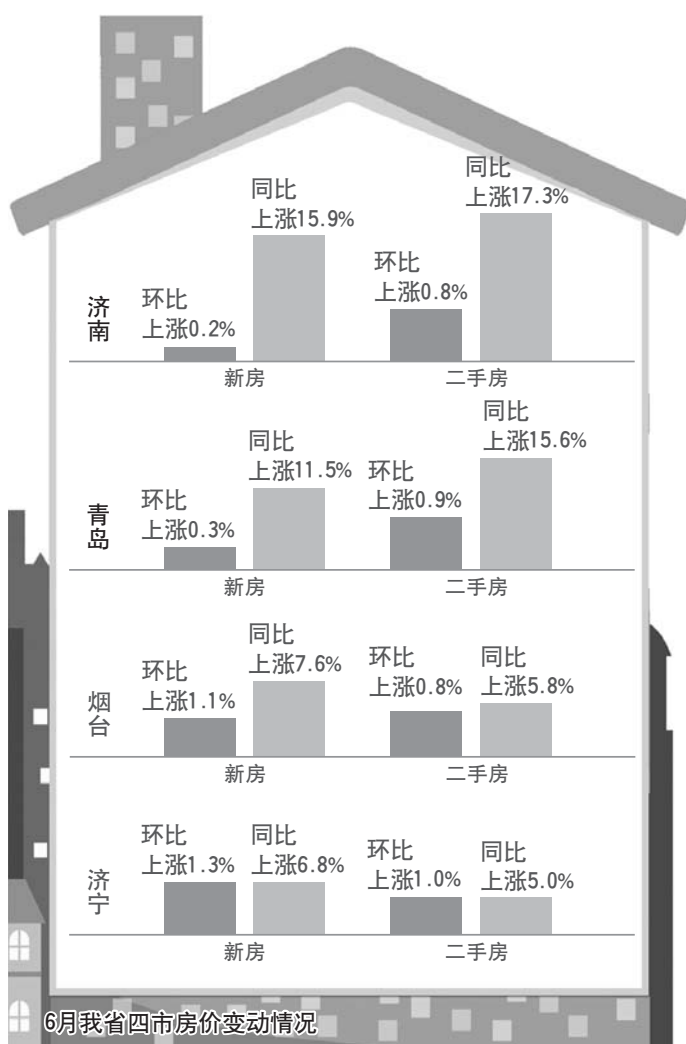 同比
上涨17.3%
同比
上涨15.9%
环比
上涨0.8%
环比
上涨0.2%
济南
新房
二手房
同比
上涨15.6%
同比
上涨11.5%
环比
上涨0.9%
环比
上涨0.3%
青岛
新房
二手房
同比
上涨7.6%
环比
上涨1.1%
环比
上涨0.8%
同比
上涨5.8%
烟台
新房
二手房
环比
上涨1.3%
同比
上涨6.8%
环比
上涨1.0%
同比
上涨5.0%
济宁
新房
二手房
6月我省四市房价变动情况